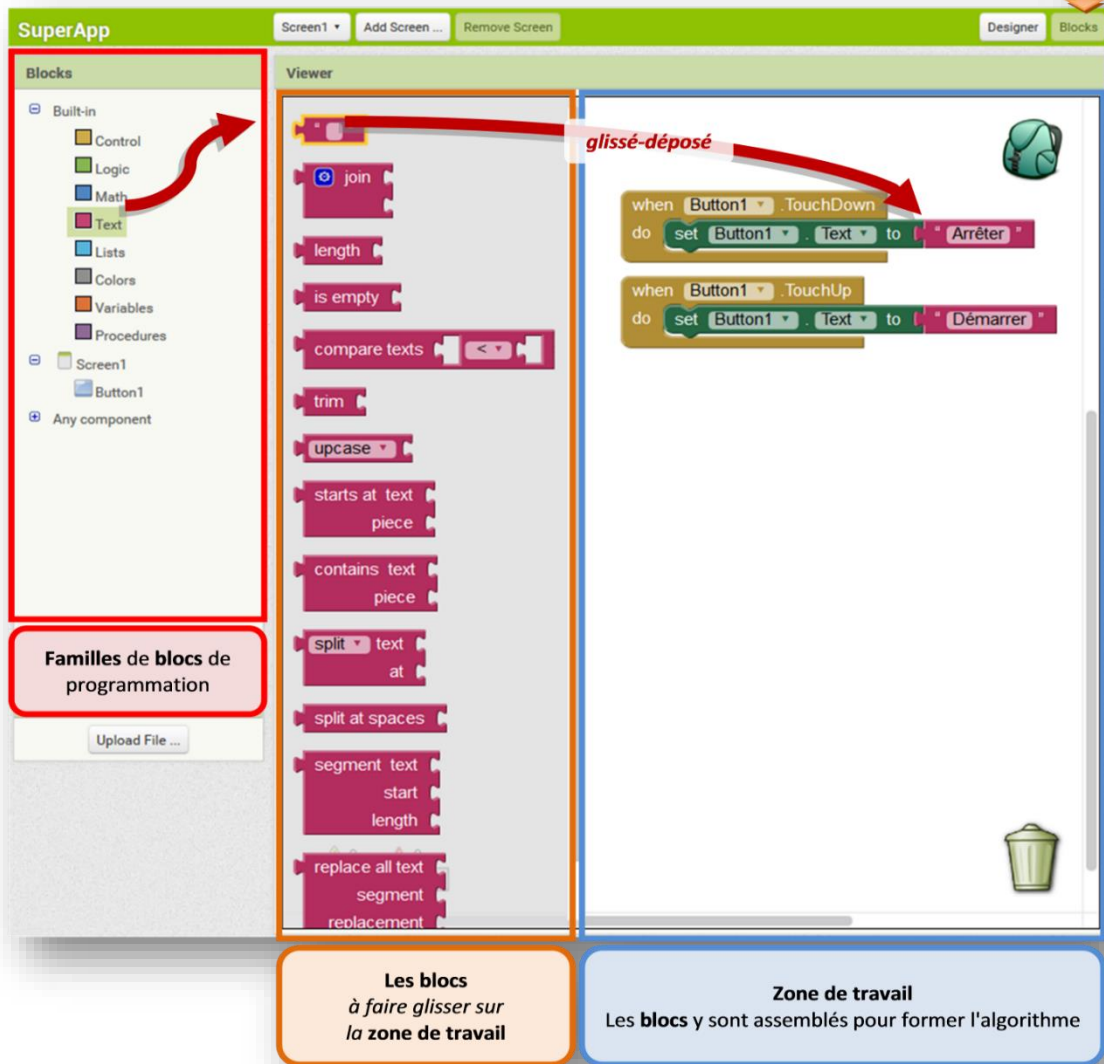 SuperApp
Screen1 Add Screen ... Remove Screen
Designer Blocks
Blocks
Built-in
Control
Logic
Math
Text
Lists
Colors
Variables
Procedures
Screen1
Button1
Any component
Familles de blocs de
programmation
Upload File ...
Viewer
" "
join
length
is empty
compare texts <
trim
upcase
starts at text
piece
contains text
piece
split text
at
split at spaces
segment text
start
length
replace all text
segment
replacement
glissé-déposé
when Button1 .TouchDown
do set Button1 . Text to " Arrêter "
when Button1 .TouchUp
do set Button1 . Text to " Démarrer "
Les blocs
à faire glisser sur
la zone de travail
Zone de travail
Les blocs y sont assemblés pour former l'algorithme